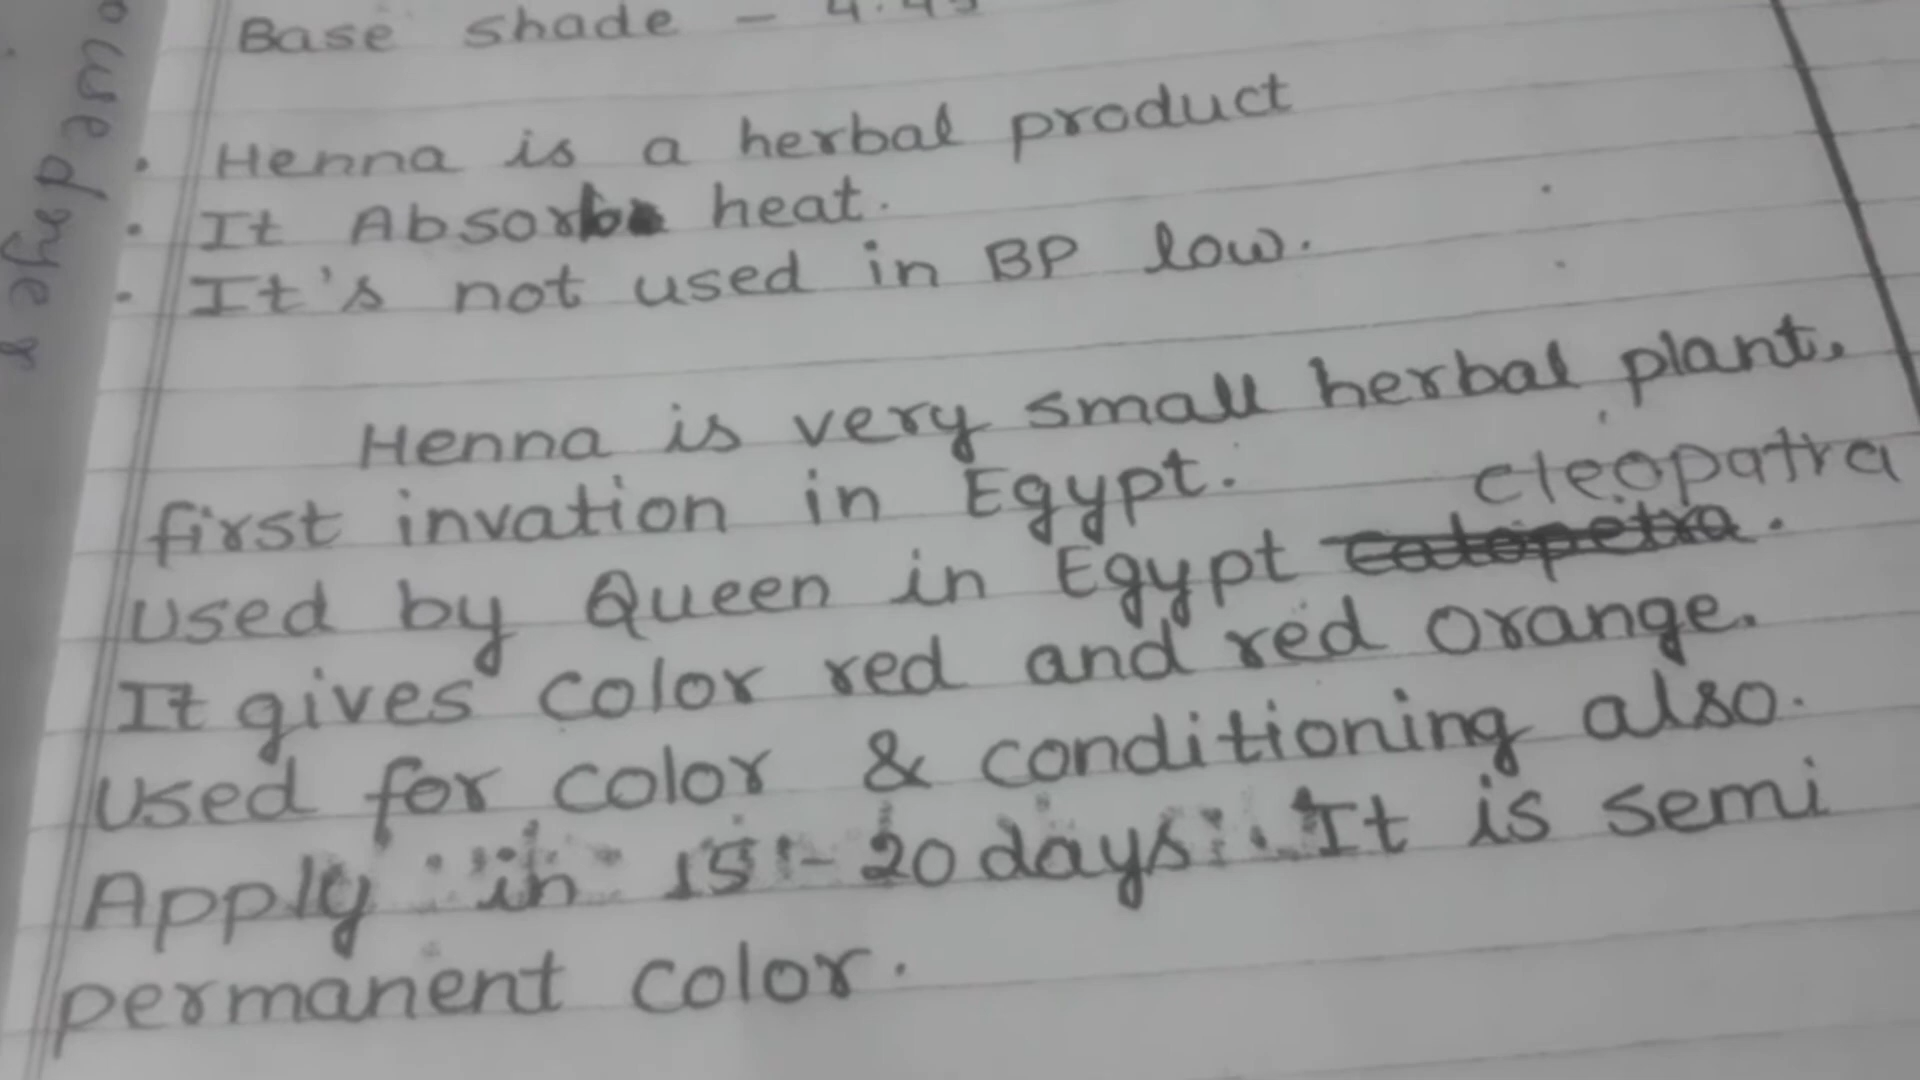 Base shade -
. Henna is a herbal product
. It Absorb heat.
. It's not used in BP low.
Henna is very small herbal plant.
first invation in Egypt.
cleopatra
used by Queen in Egypt catopetra.
It gives color red and red orange.
used for color & conditioning also.
Apply in 15-20 days. It is semi
permanent color.